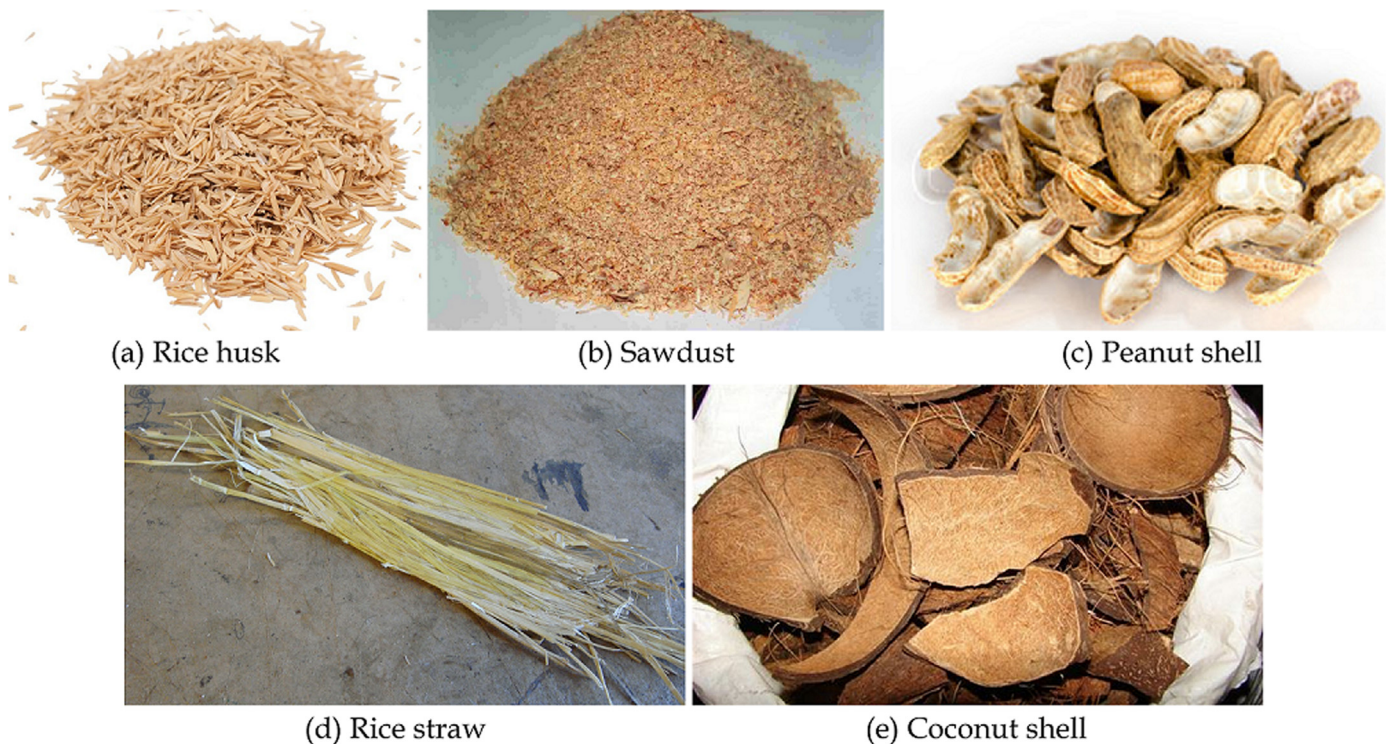 (a) Rice husk
(b) Sawdust
(c) Peanut shell
(d) Rice straw
(e) Coconut shell